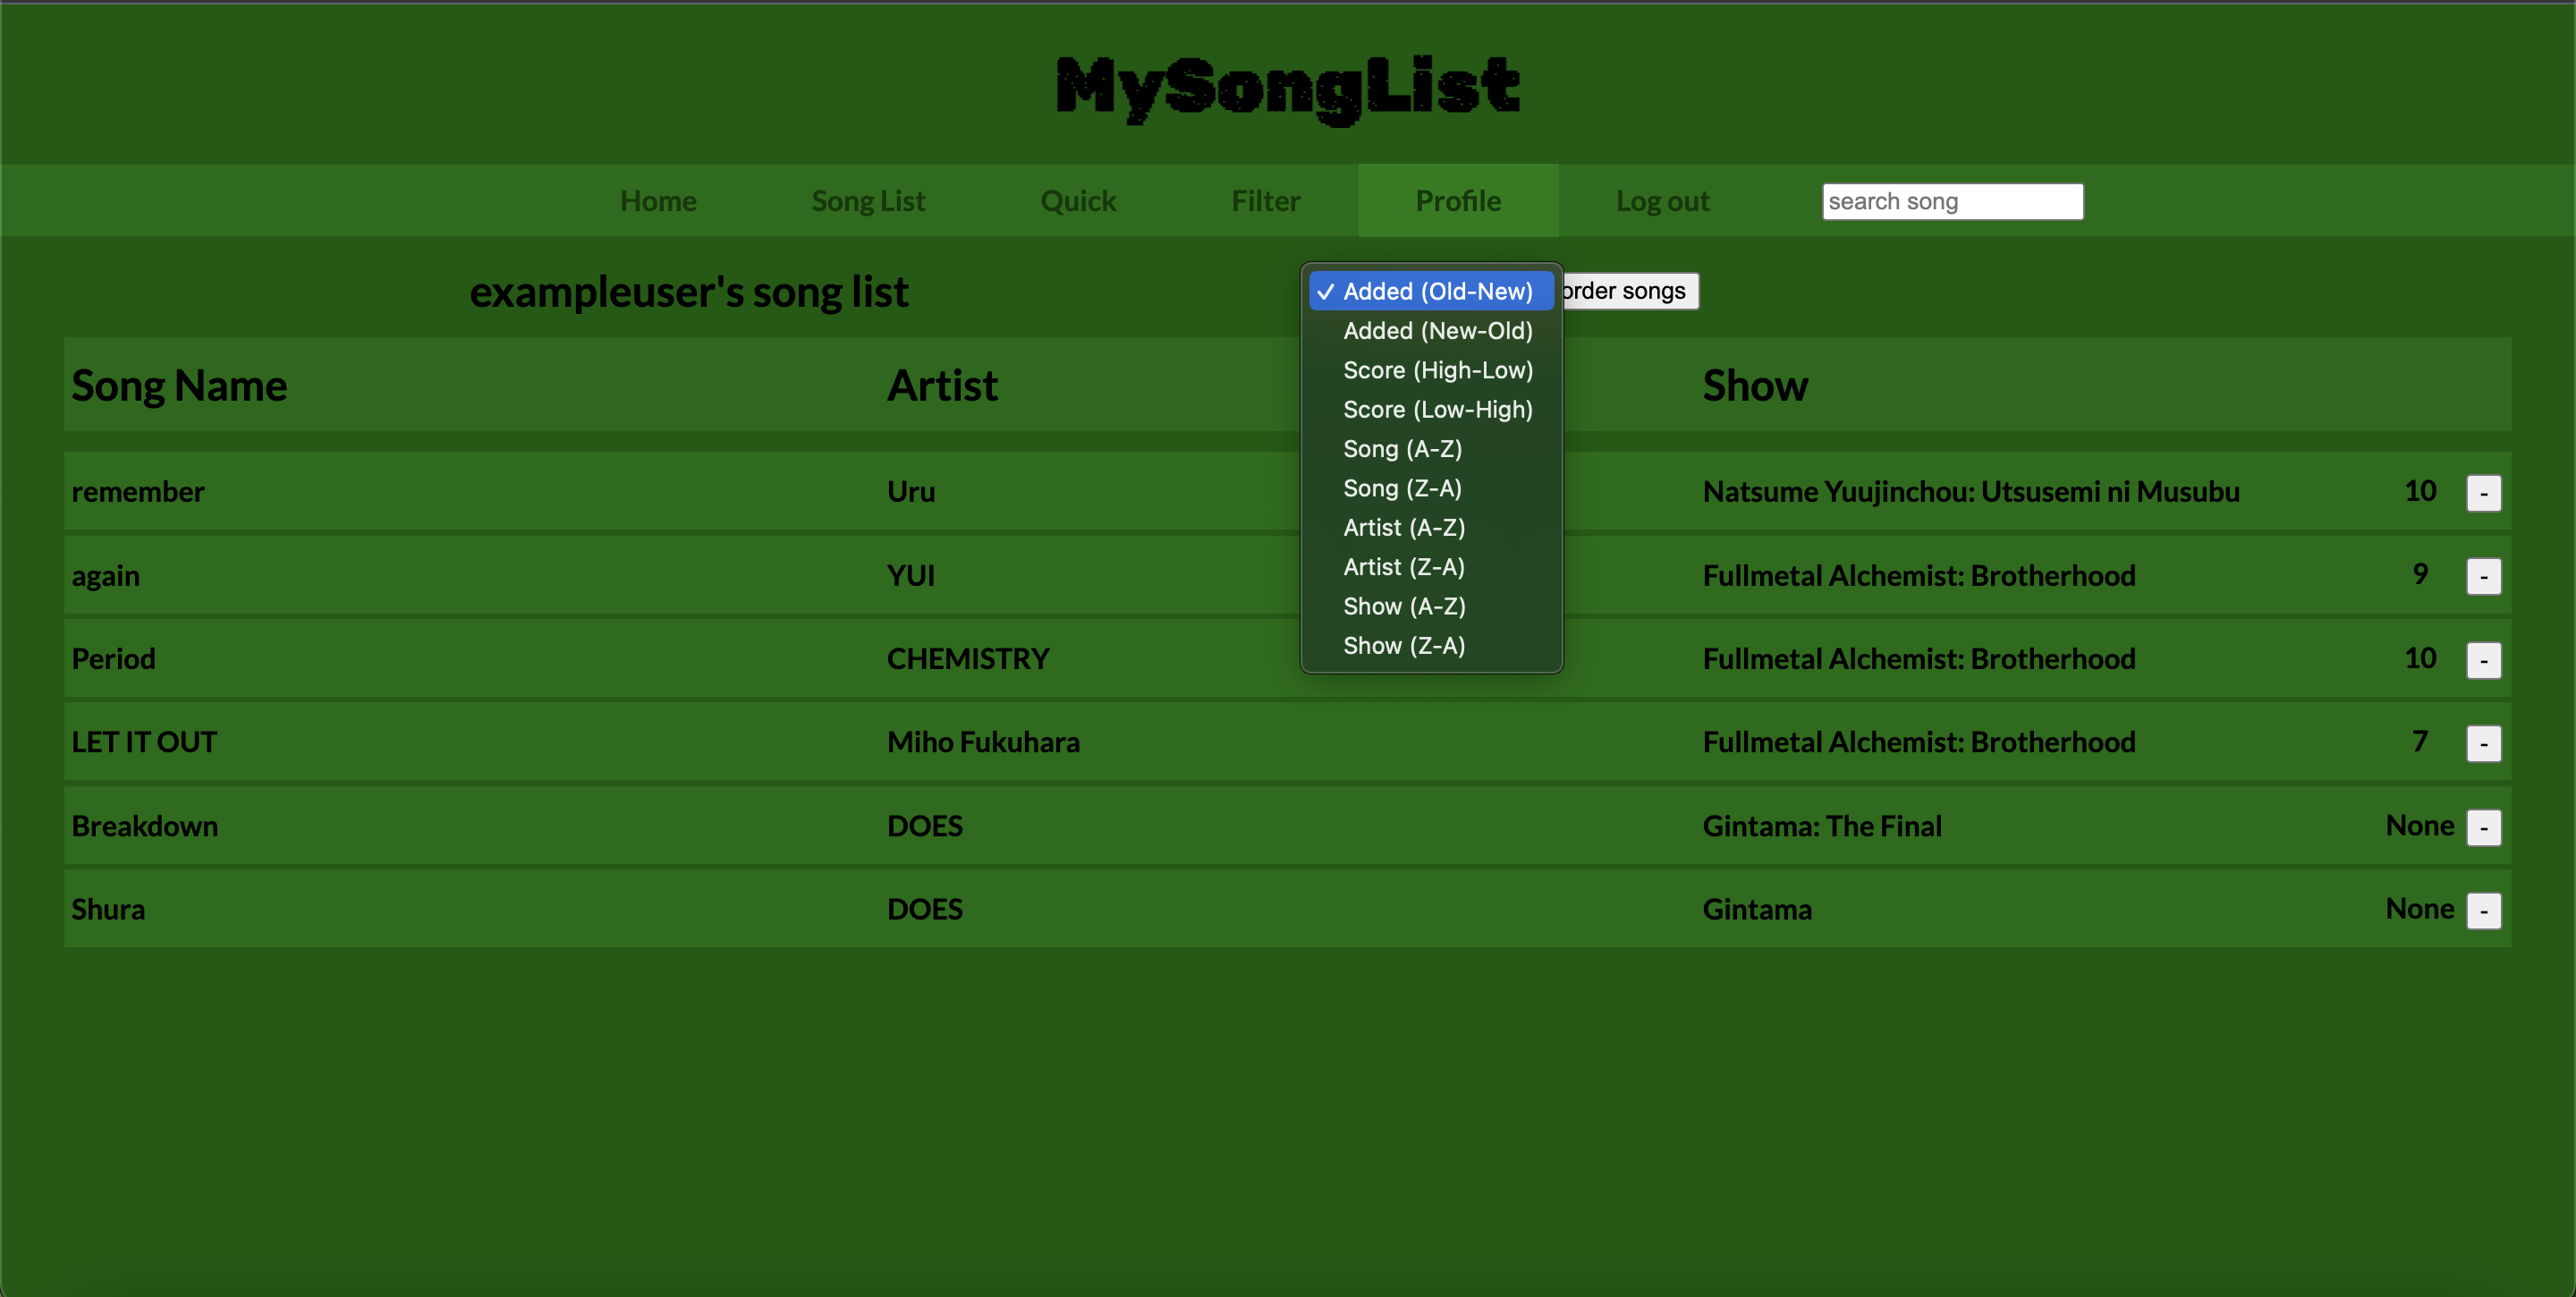 MySongList
Home Song List Quick Filter Profile Log out search song
exampleuser's song list
✓ Added (Old-New) order songs
Added (New-Old)
Score (High-Low)
Score (Low-High)
Song (A-Z)
Song (Z-A)
Artist (A-Z)
Artist (Z-A)
Show (A-Z)
Show (Z-A)
Song Name Artist Show
remember Uru Natsume Yuujinchou: Utsusemi ni Musubu 10 -
again YUI Fullmetal Alchemist: Brotherhood 9 -
Period CHEMISTRY Fullmetal Alchemist: Brotherhood 10 -
LET IT OUT Miho Fukuhara Fullmetal Alchemist: Brotherhood 7 -
Breakdown DOES Gintama: The Final None -
Shura DOES Gintama None -